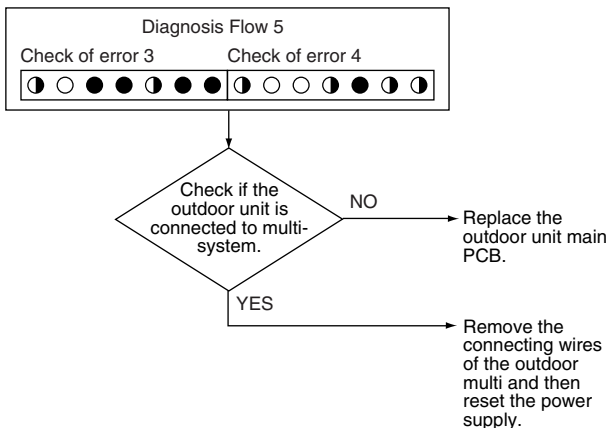 Diagnosis Flow 5
Check of error 3
Check of error 4
Check if the
outdoor unit is
connected to multi-
system.
NO
Replace the
outdoor unit main
PCB.
YES
Remove the
connecting wires
of the outdoor
multi and then
reset the power
supply.